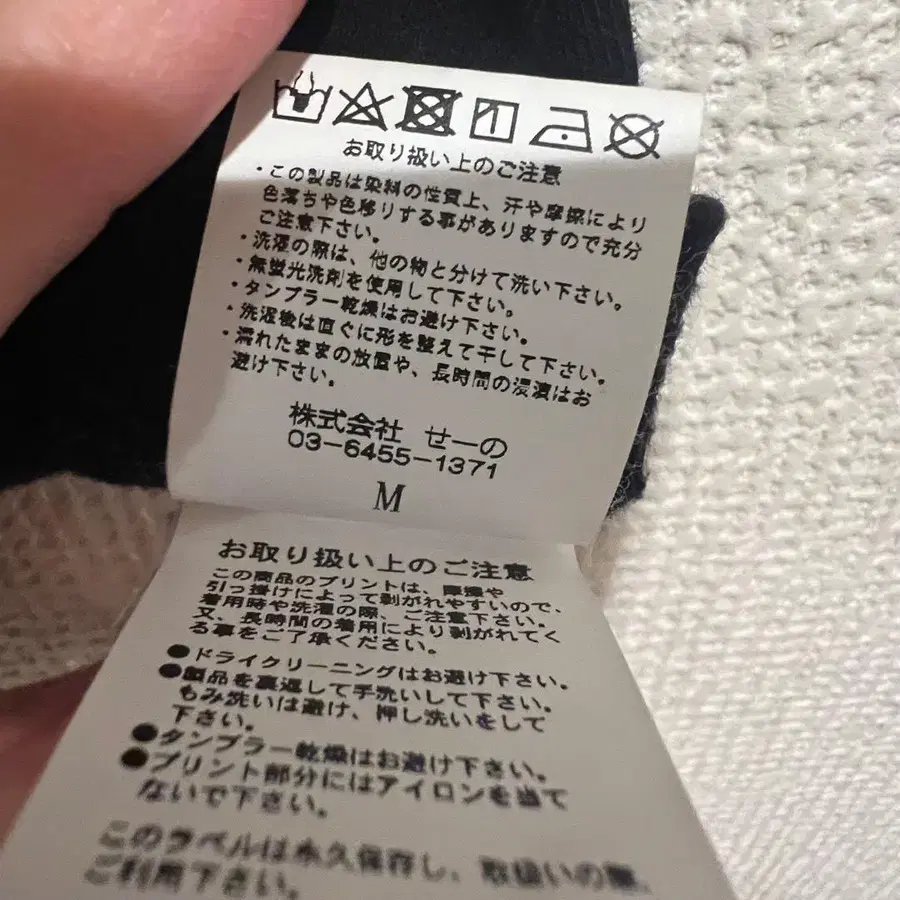 お取り扱い上のご注意
・この製品は染料の性質上、汗や摩擦により
色落ちや色移りする事がありますので充分
ご注意下さい。
・洗濯の際は、他の物と分けて洗い下さい。
・無蛍光洗剤を使用して下さい。
・タンブラー乾燥はお避け下さい。
・洗濯後は直ぐに形を整えて干して下さい。
・濡れたままの放置や、長時間の浸漬はお
避け下さい。
株式会社 せーの
03-6455-1371
M
お取り扱い上のご注意
この商品のプリントは、摩擦や
引っ掛けによって剥がれやすいので、
着用時や洗濯の際、ご注意下さい。
又、長時間の着用により剥がれてく
る事をご了承ください。
●ドライクリーニングはお避け下さい。
●製品を裏返して手洗いして下さい。
もみ洗いは避け、押し洗いをして
下さい。
●タンブラー乾燥はお避け下さい。
●プリント部分にはアイロンを当て
ないで下さい。
このラベルは永久保存し、取扱いの際、
ご利用下さい。